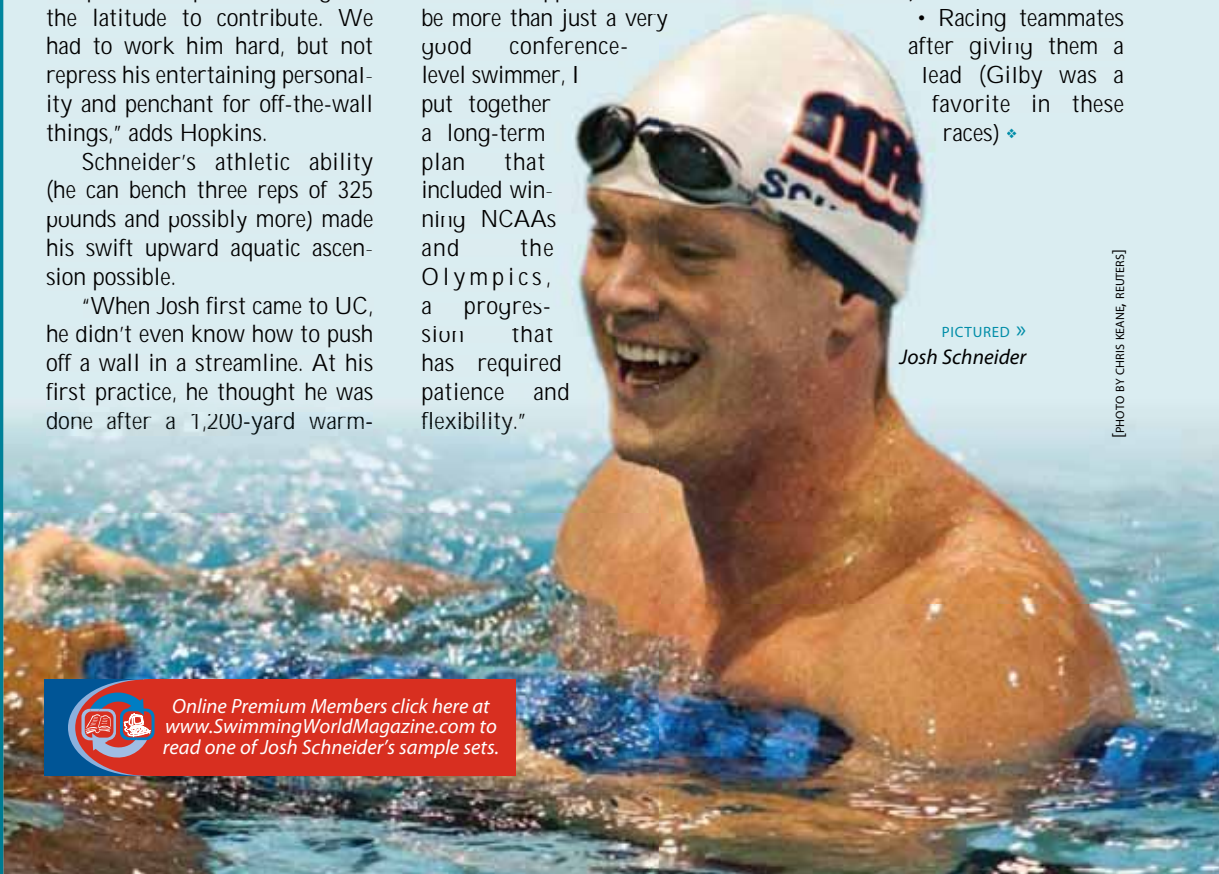 the latitude to contribute. We
had to work him hard, but not
repress his entertaining personal-
ity and penchant for off-the-wall
things," adds Hopkins.
Schneider's athletic ability
(he can bench three reps of 325
pounds and possibly more) made
his swift upward aquatic ascen-
sion possible.
"When Josh first came to UC,
he didn't even know how to push
off a wall in a streamline. At his
first practice, he thought he was
done after a 1,200-yard warm-
be more than just a very
good conference-
level swimmer, I
put together
a long-term
plan that
included win-
ning NCAAs
and the
Olympics,
a progres-
sion that
has required
patience and
flexibility."
• Racing teammates
after giving them a
lead (Gilby was a
favorite in these
races) ❖
PICTURED »
Josh Schneider
[PHOTO BY CHRIS KEANE, REUTERS]
Online Premium Members click here at
www.SwimmingWorldMagazine.com to
read one of Josh Schneider's sample sets.